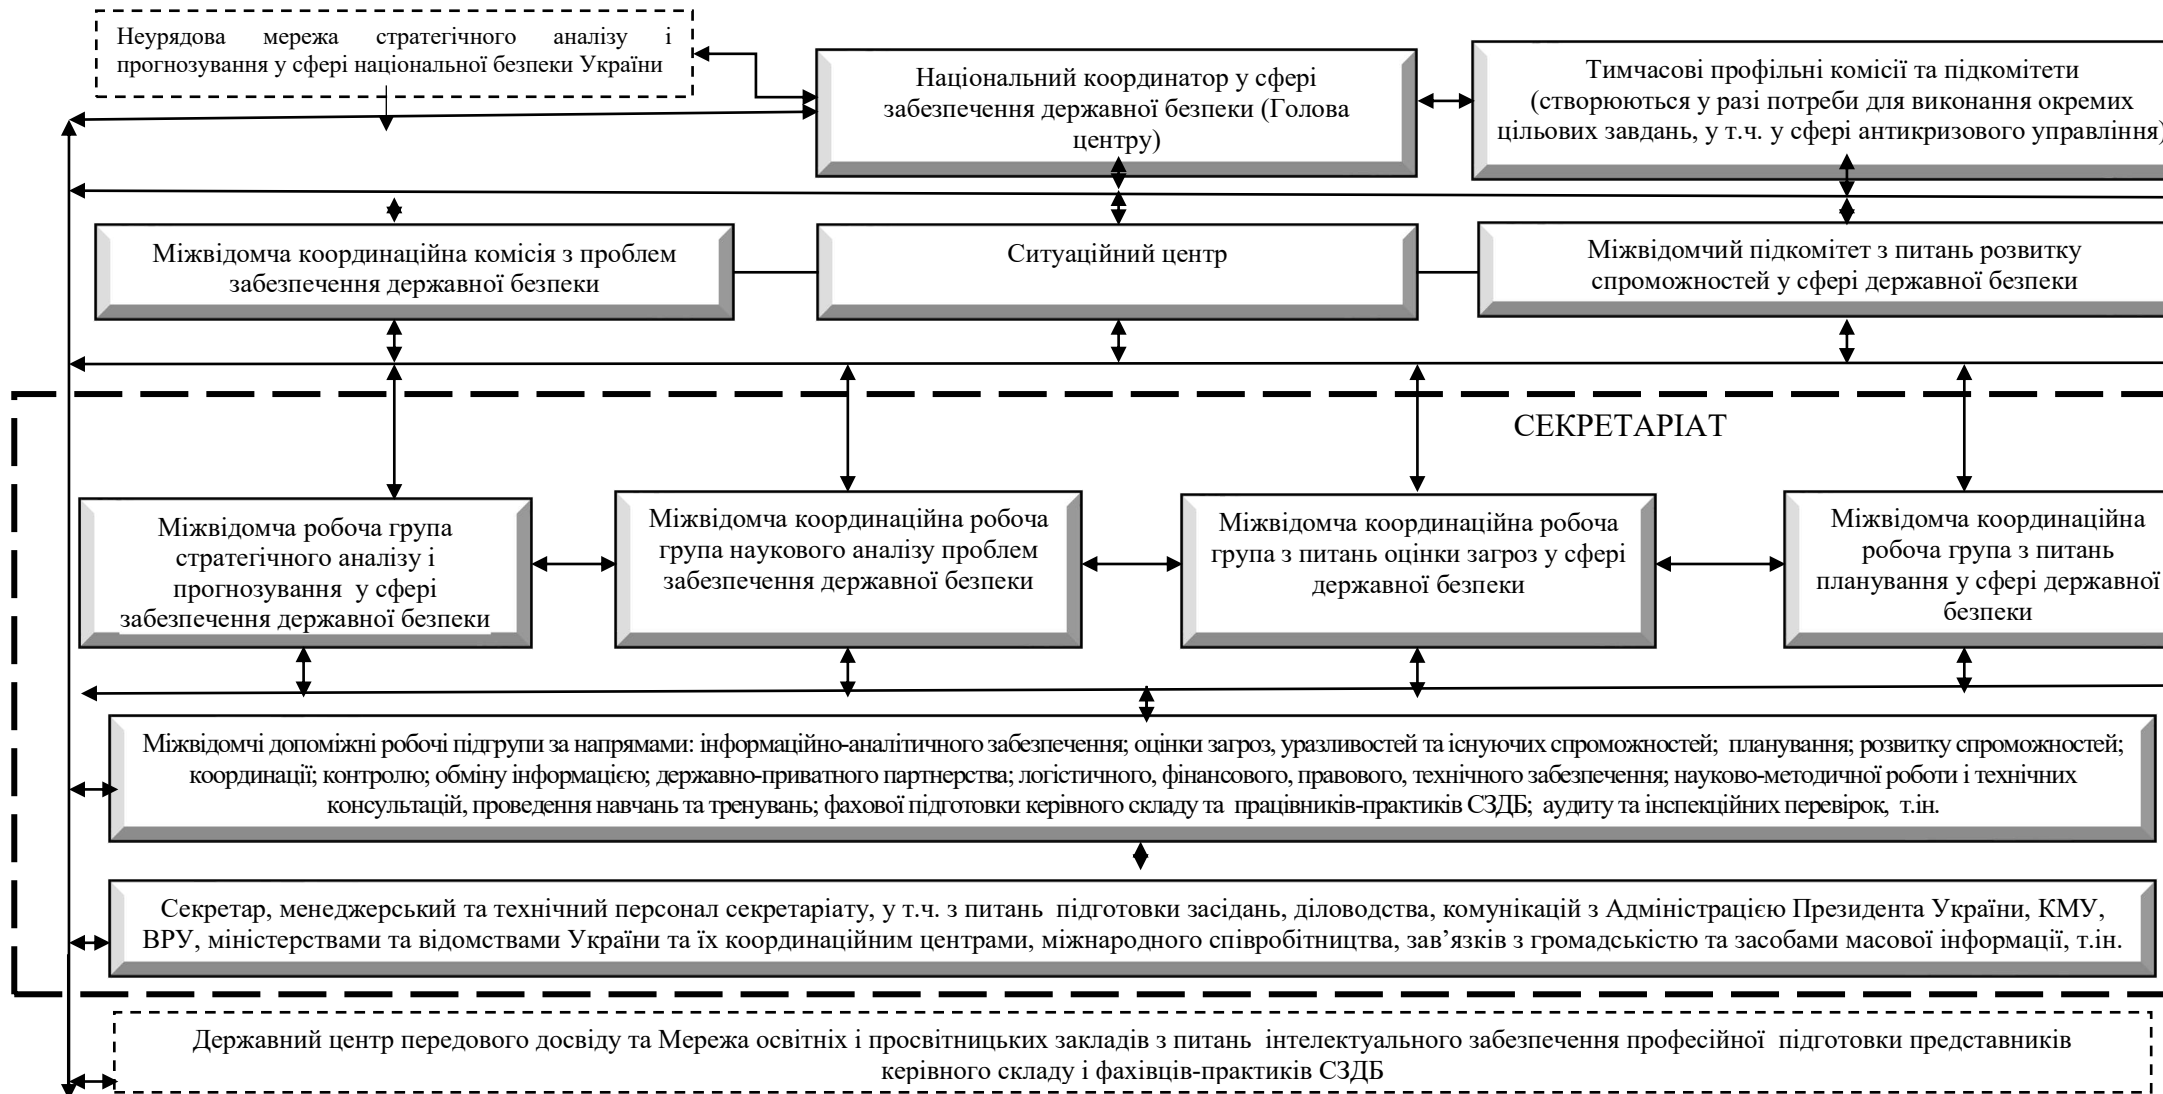 Неурядова мережа стратегічного аналізу і
прогнозування у сфері національної безпеки України
Національний координатор у сфері
забезпечення державної безпеки (Голова
центру)
Тимчасові профільні комісії та підкомітети
(створюються у разі потреби для виконання окремих
цільових завдань, у т.ч. у сфері антикризового управління)
Міжвідомча координаційна комісія з проблем
забезпечення державної безпеки
Ситуаційний центр
Міжвідомчий підкомітет з питань розвитку
спроможностей у сфері державної безпеки
СЕКРЕТАРІАТ
Міжвідомча робоча група
стратегічного аналізу і
прогнозування у сфері
забезпечення державної безпеки
Міжвідомча координаційна робоча
група наукового аналізу проблем
забезпечення державної безпеки
Міжвідомча координаційна робоча
група з питань оцінки загроз у сфері
державної безпеки
Міжвідомча координаційна
робоча група з питань
планування у сфері державної
безпеки
Міжвідомчі допоміжні робочі підгрупи за напрямами: інформаційно-аналітичного забезпечення; оцінки загроз, уразливостей та існуючих спроможностей; планування; розвитку спроможностей;
координації; контролю; обміну інформацією; державно-приватного партнерства; логістичного, фінансового, правового, технічного забезпечення; науково-методичної роботи і технічних
консультацій, проведення навчань та тренувань; фахової підготовки керівного складу та працівників-практиків СЗДБ; аудиту та інспекційних перевірок, т.ін.
Секретар, менеджерський та технічний персонал секретаріату, у т.ч. з питань підготовки засідань, діловодства, комунікацій з Адміністрацією Президента України, КМУ,
ВРУ, міністерствами та відомствами України та їх координаційним центрами, міжнародного співробітництва, зав’язків з громадськістю та засобами масової інформації, т.ін.
Державний центр передового досвіду та Мережа освітніх і просвітницьких закладів з питань інтелектуального забезпечення професійної підготовки представників
керівного складу і фахівців-практиків СЗДБ